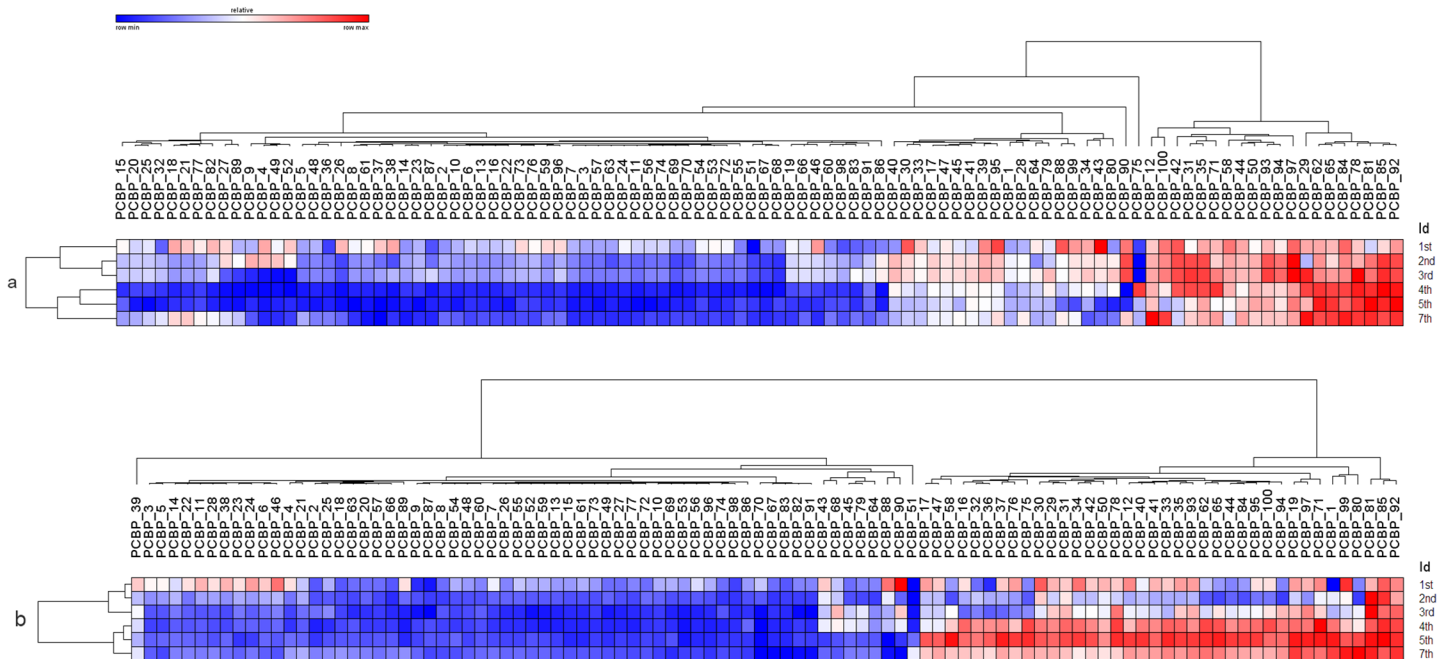 relative
row min row max
PCBP_15 PCBP_20 PCBP_25 PCBP_32 PCBP_18 PCBP_21 PCBP_77 PCBP_82 PCBP_27 PCBP_89 PCBP_9 PCBP_4 PCBP_49 PCBP_52 PCBP_5 PCBP_48 PCBP_36 PCBP_26 PCBP_8 PCBP_61 PCBP_37 PCBP_38 PCBP_14 PCBP_23 PCBP_87 PCBP_2 PCBP_10 PCBP_6 PCBP_13 PCBP_16 PCBP_22 PCBP_73 PCBP_76 PCBP_59 PCBP_96 PCBP_7 PCBP_3 PCBP_57 PCBP_63 PCBP_24 PCBP_11 PCBP_56 PCBP_74 PCBP_69 PCBP_70 PCBP_54 PCBP_53 PCBP_72 PCBP_55 PCBP_51 PCBP_67 PCBP_68 PCBP_19 PCBP_66 PCBP_46 PCBP_60 PCBP_98 PCBP_83 PCBP_91 PCBP_86 PCBP_40 PCBP_30 PCBP_33 PCBP_17 PCBP_47 PCBP_45 PCBP_41 PCBP_39 PCBP_95 PCBP_1 PCBP_28 PCBP_64 PCBP_79 PCBP_88 PCBP_99 PCBP_34 PCBP_43 PCBP_80 PCBP_90 PCBP_75 PCBP_12 PCBP_100 PCBP_42 PCBP_31 PCBP_35 PCBP_71 PCBP_58 PCBP_44 PCBP_50 PCBP_93 PCBP_94 PCBP_97 PCBP_29 PCBP_62 PCBP_65 PCBP_84 PCBP_78 PCBP_81 PCBP_85 PCBP_92
Id
1st
2nd
3rd
a
4th
5th
7th
PCBP_39 PCBP_3 PCBP_5 PCBP_14 PCBP_22 PCBP_11 PCBP_28 PCBP_38 PCBP_23 PCBP_24 PCBP_6 PCBP_46 PCBP_4 PCBP_21 PCBP_2 PCBP_25 PCBP_18 PCBP_63 PCBP_20 PCBP_57 PCBP_66 PCBP_89 PCBP_9 PCBP_87 PCBP_8 PCBP_54 PCBP_48 PCBP_60 PCBP_7 PCBP_26 PCBP_55 PCBP_52 PCBP_59 PCBP_13 PCBP_15 PCBP_61 PCBP_73 PCBP_49 PCBP_27 PCBP_77 PCBP_72 PCBP_10 PCBP_69 PCBP_53 PCBP_56 PCBP_96 PCBP_74 PCBP_98 PCBP_86 PCBP_70 PCBP_67 PCBP_29 PCBP_83 PCBP_82 PCBP_91 PCBP_43 PCBP_68 PCBP_45 PCBP_79 PCBP_64 PCBP_88 PCBP_90 PCBP_51 PCBP_17 PCBP_47 PCBP_58 PCBP_16 PCBP_32 PCBP_36 PCBP_37 PCBP_76 PCBP_75 PCBP_30 PCBP_39 PCBP_31 PCBP_34 PCBP_42 PCBP_50 PCBP_78 PCBP_12 PCBP_40 PCBP_41 PCBP_33 PCBP_35 PCBP_93 PCBP_62 PCBP_65 PCBP_44 PCBP_84 PCBP_95 PCBP_100 PCBP_94 PCBP_19 PCBP_97 PCBP_71 PCBP_1 PCBP_99 PCBP_80 PCBP_81 PCBP_85 PCBP_92
Id
1st
2nd
3rd
b
4th
5th
7th